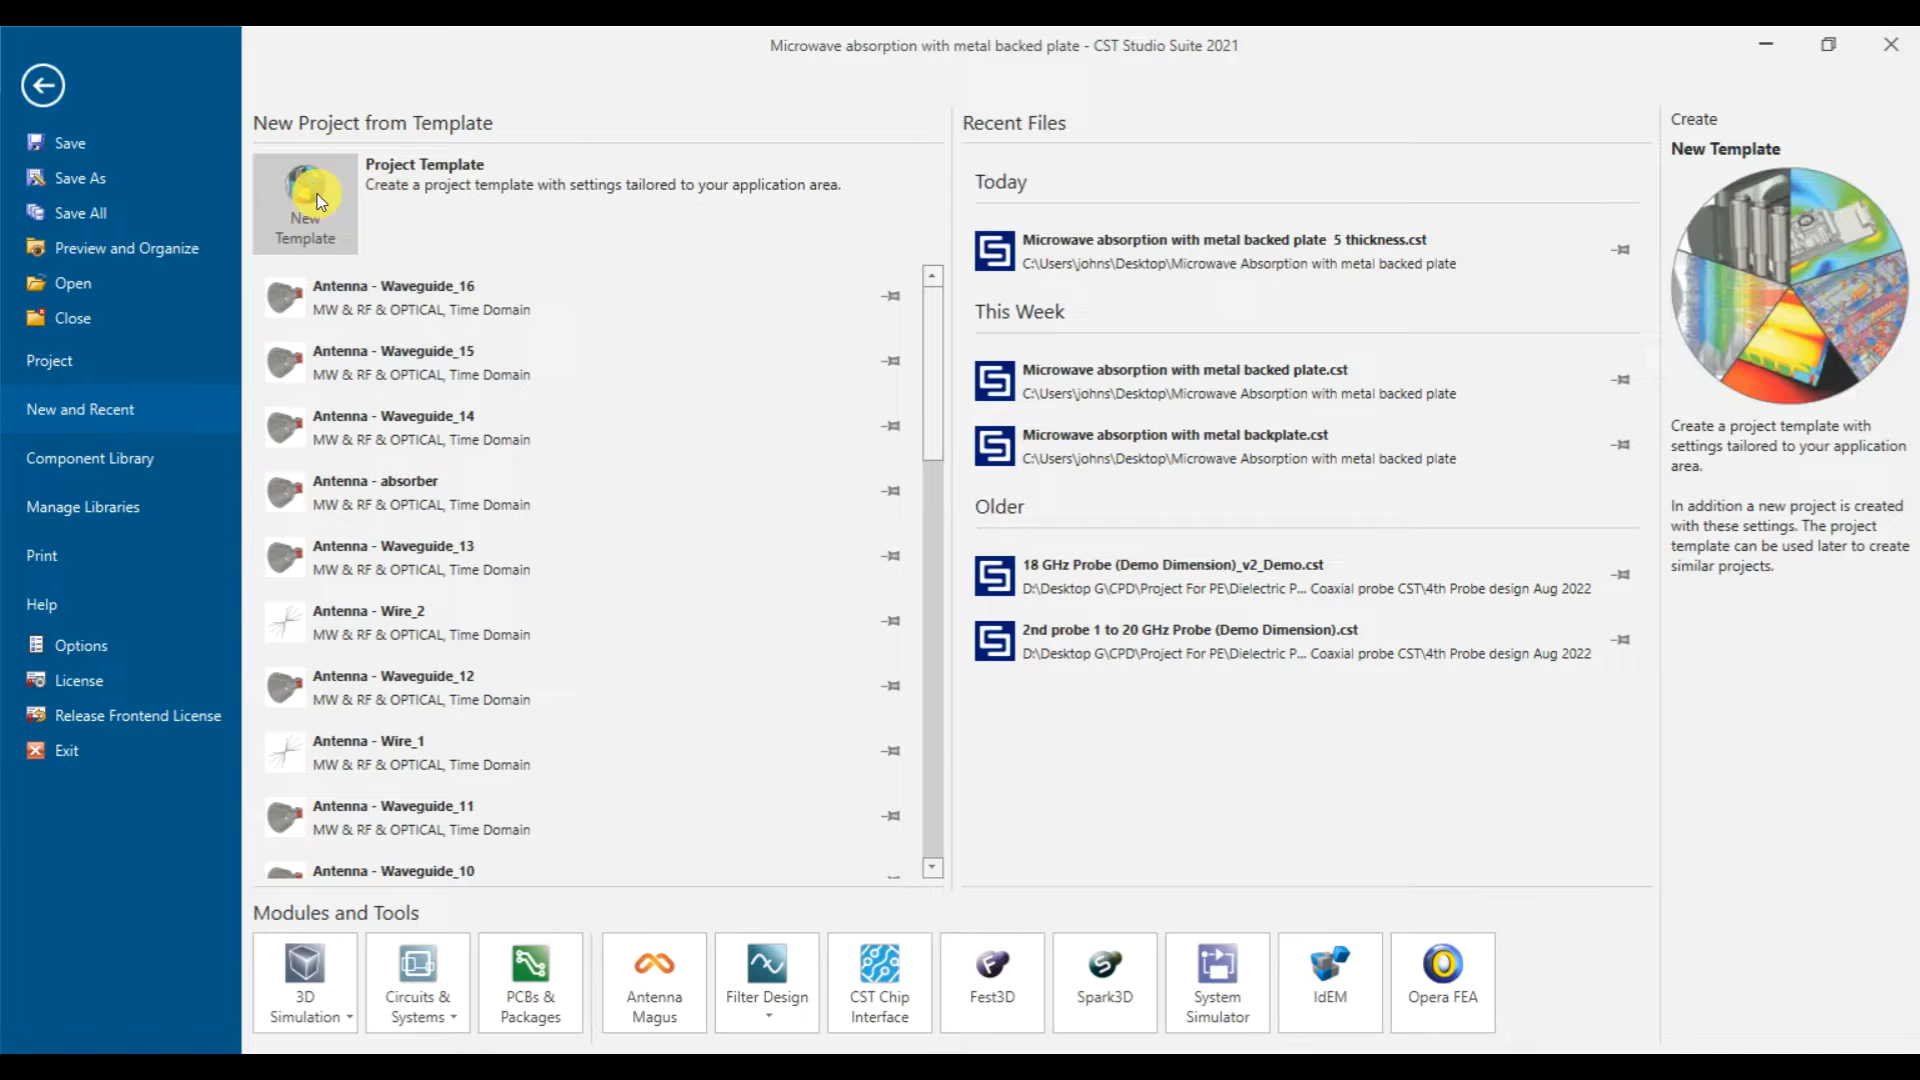 Microwave absorption with metal backed plate - CST Studio Suite 2021
Save
Save As
Save All
Preview and Organize
Open
Close
Project
New and Recent
Component Library
Manage Libraries
Print
Help
Options
License
Release Frontend License
Exit
New Project from Template
New
Template
Project Template
Create a project template with settings tailored to your application area.
Antenna - Waveguide_16
MW & RF & OPTICAL, Time Domain
Antenna - Waveguide_15
MW & RF & OPTICAL, Time Domain
Antenna - Waveguide_14
MW & RF & OPTICAL, Time Domain
Antenna - absorber
MW & RF & OPTICAL, Time Domain
Antenna - Waveguide_13
MW & RF & OPTICAL, Time Domain
Antenna - Wire_2
MW & RF & OPTICAL, Time Domain
Antenna - Waveguide_12
MW & RF & OPTICAL, Time Domain
Antenna - Wire_1
MW & RF & OPTICAL, Time Domain
Antenna - Waveguide_11
MW & RF & OPTICAL, Time Domain
Antenna - Waveguide_10
Recent Files
Today
Microwave absorption with metal backed plate  5 thickness.cst
C:\Users\johns\Desktop\Microwave Absorption with metal backed plate
This Week
Microwave absorption with metal backed plate.cst
C:\Users\johns\Desktop\Microwave Absorption with metal backed plate
Microwave absorption with metal backplate.cst
C:\Users\johns\Desktop\Microwave Absorption with metal backed plate
Older
18 GHz Probe (Demo Dimension)_v2_Demo.cst
D:\Desktop G\CPD\Project For PE\Dielectric P... Coaxial probe CST\4th Probe design Aug 2022
2nd probe 1 to 20 GHz Probe (Demo Dimension).cst
D:\Desktop G\CPD\Project For PE\Dielectric P... Coaxial probe CST\4th Probe design Aug 2022
Create
New Template
Create a project template with
settings tailored to your application
area.
In addition a new project is created
with these settings. The project
template can be used later to create
similar projects.
Modules and Tools
3D
Simulation
Circuits &
Systems
PCBs &
Packages
Antenna
Magus
Filter Design
CST Chip
Interface
Fest3D
Spark3D
System
Simulator
IdEM
Opera FEA